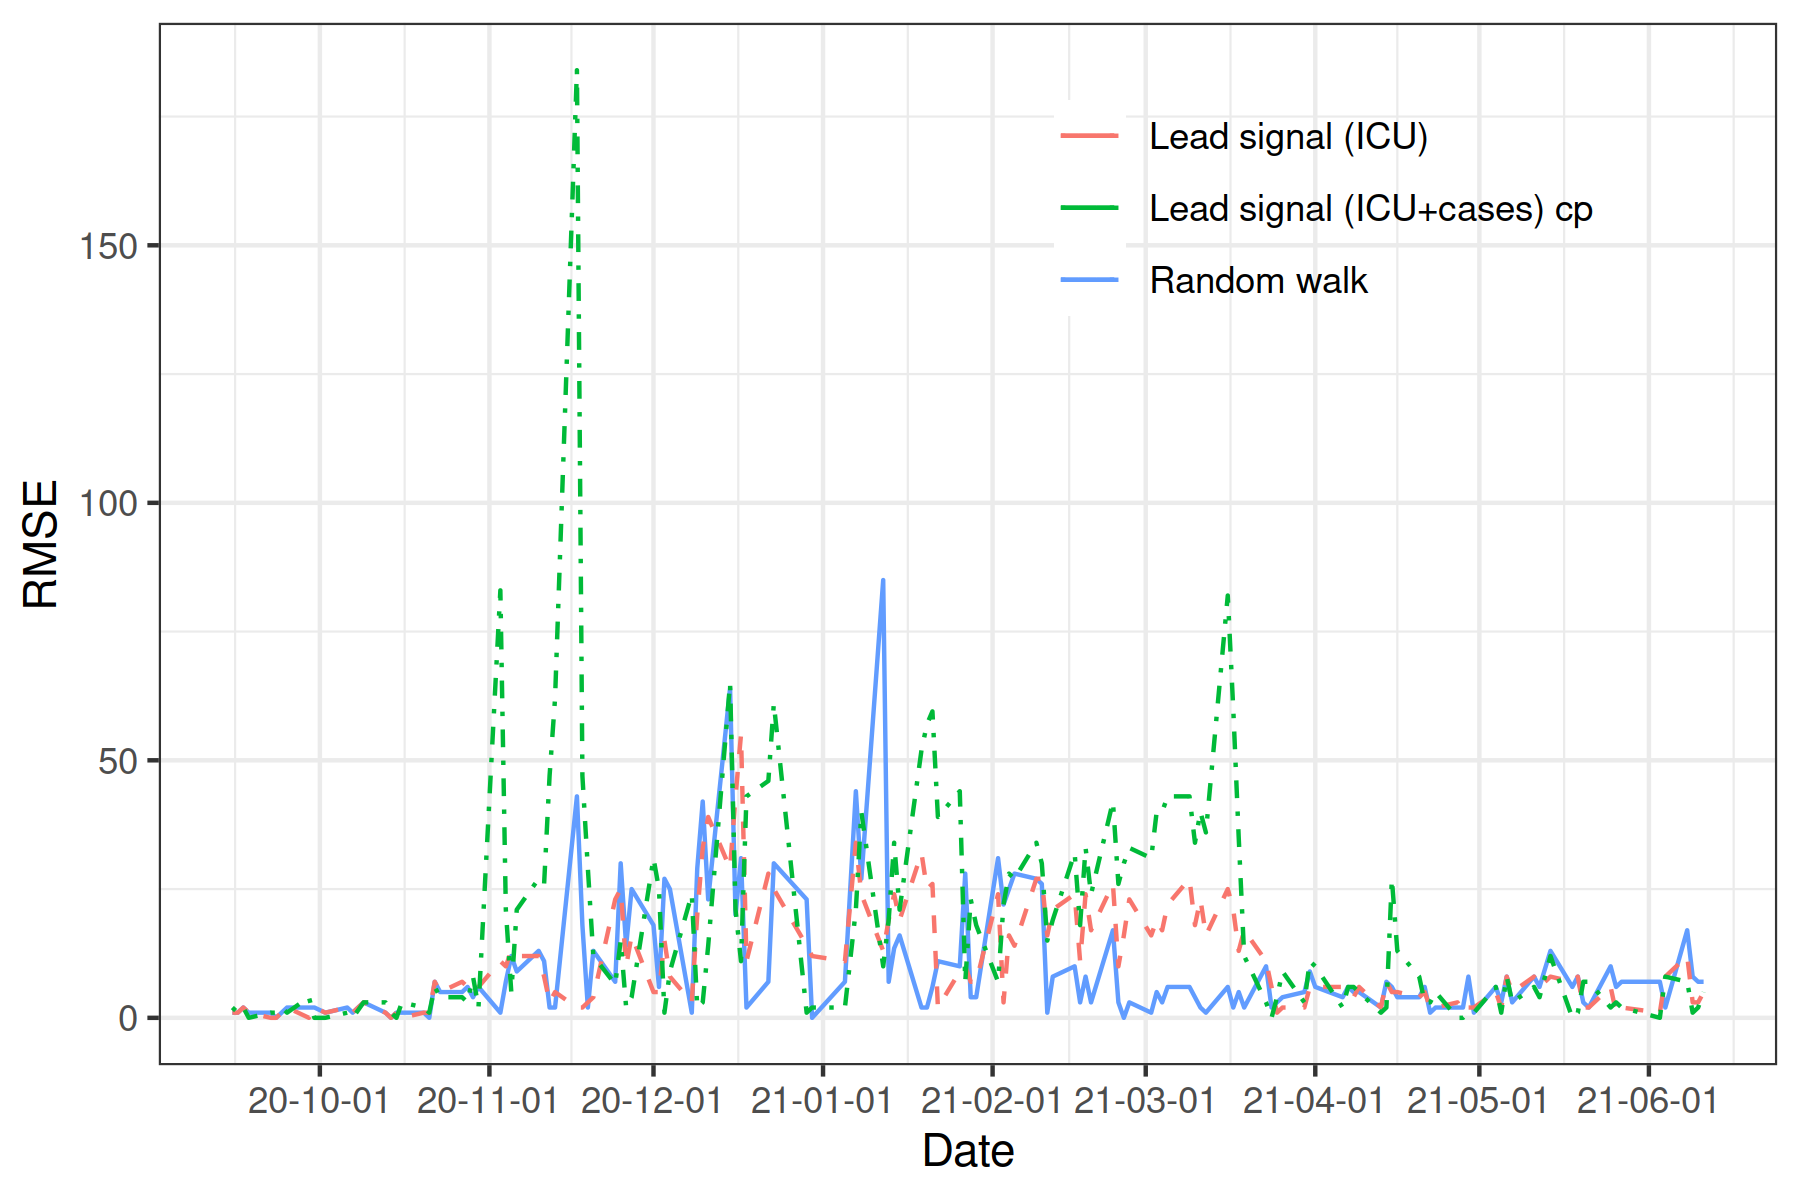 Lead signal (ICU)
Lead signal (ICU+cases) cp
Random walk
150
100
50
0
RMSE
20-10-01 20-11-01 20-12-01 21-01-01 21-02-01 21-03-01 21-04-01 21-05-01 21-06-01
Date